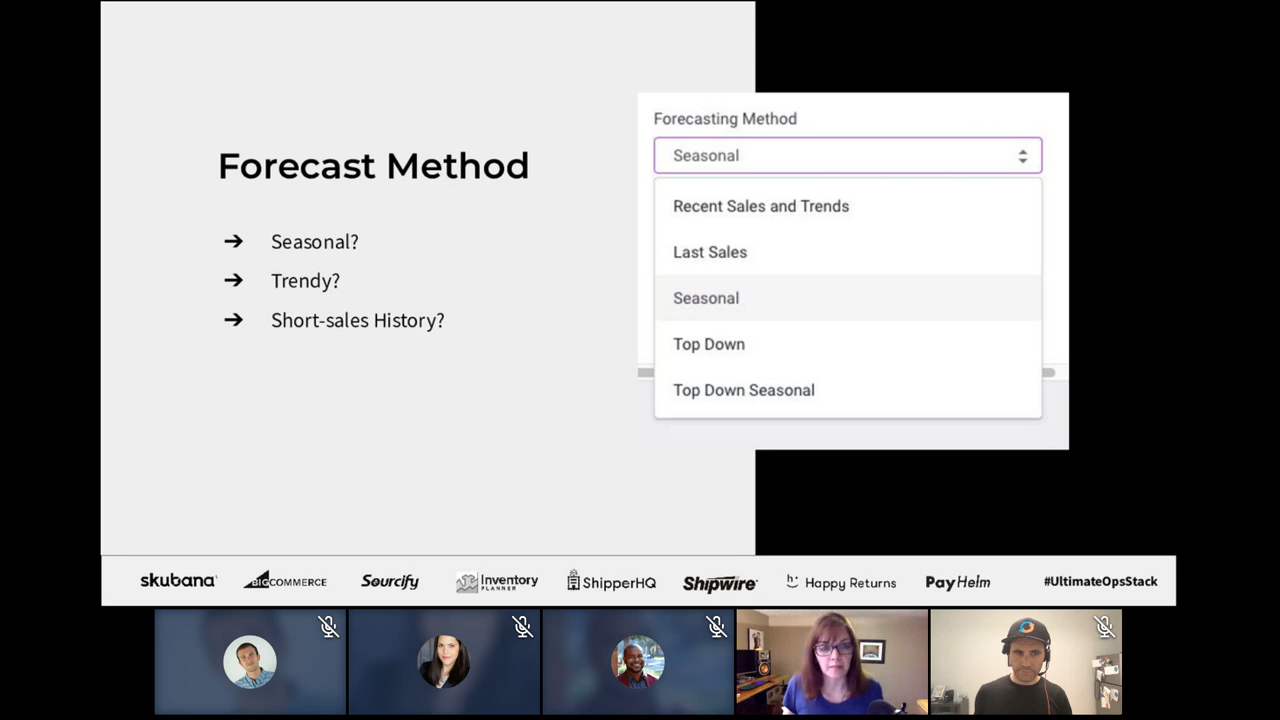 Forecast Method
➔ Seasonal?
➔ Trendy?
➔ Short-sales History?
Forecasting Method
Seasonal
Recent Sales and Trends
Last Sales
Seasonal
Top Down
Top Down Seasonal
skubana BIGCOMMERCE Sourcify Inventory PLANNER ShipperHQ Shipwire Happy Returns PayHelm #UltimateOpsStack